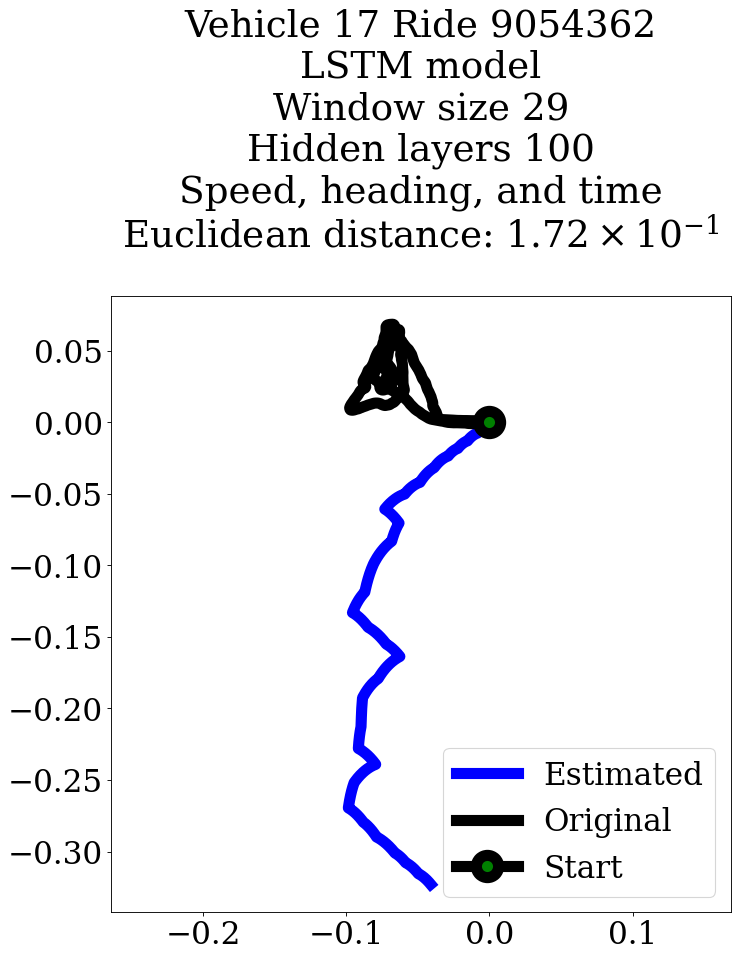 Vehicle 17 Ride 9054362
LSTM model
Window size 29
Hidden layers 100
Speed, heading, and time
Euclidean distance: 1.72 × 10⁻¹
0.05
0.00
−0.05
−0.10
−0.15
−0.20
−0.25
−0.30
Estimated
Original
Start
−0.2 −0.1 0.0 0.1